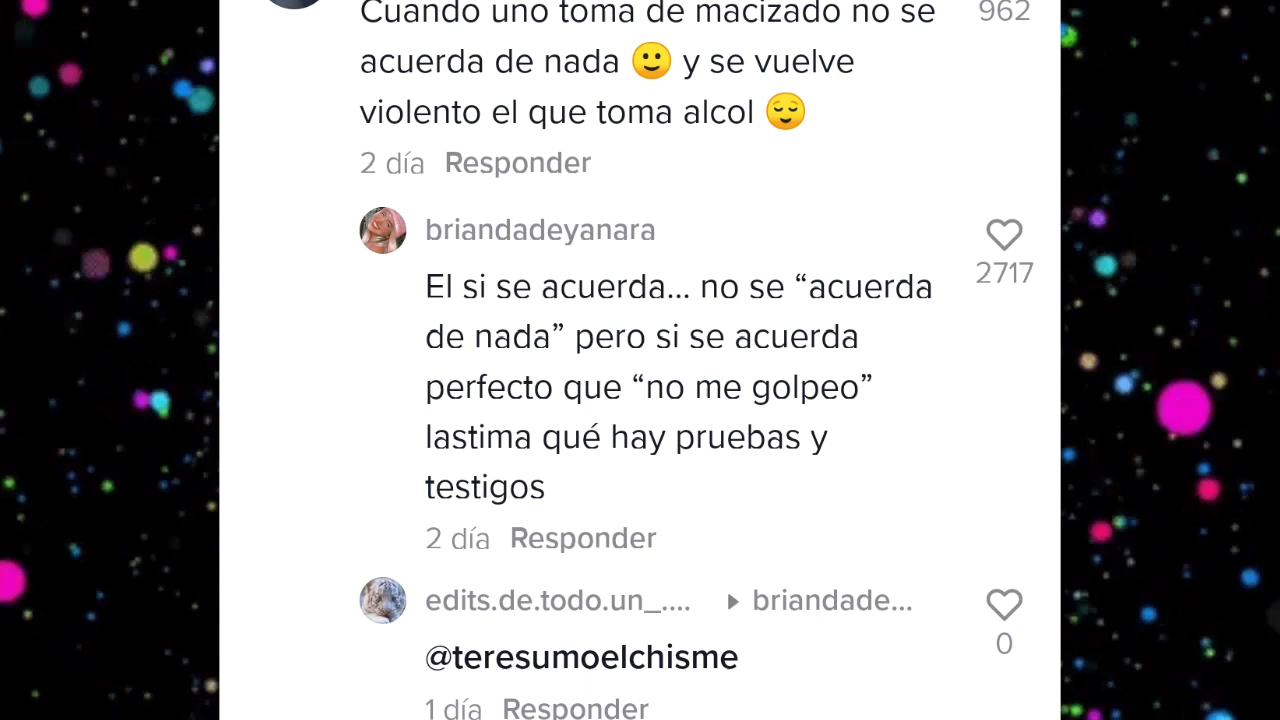 Cuando uno toma de macizado no se
962
acuerda de nada 🙂 y se vuelve
violento el que toma alcol 😌
2 día Responder
briandadeyanara
2717
El si se acuerda... no se “acuerda
de nada” pero si se acuerda
perfecto que “no me golpeo”
lastima qué hay pruebas y
testigos
2 día Responder
edits.de.todo.un_.... ▸ briandade...
0
@teresumoelchisme
1 día Responder